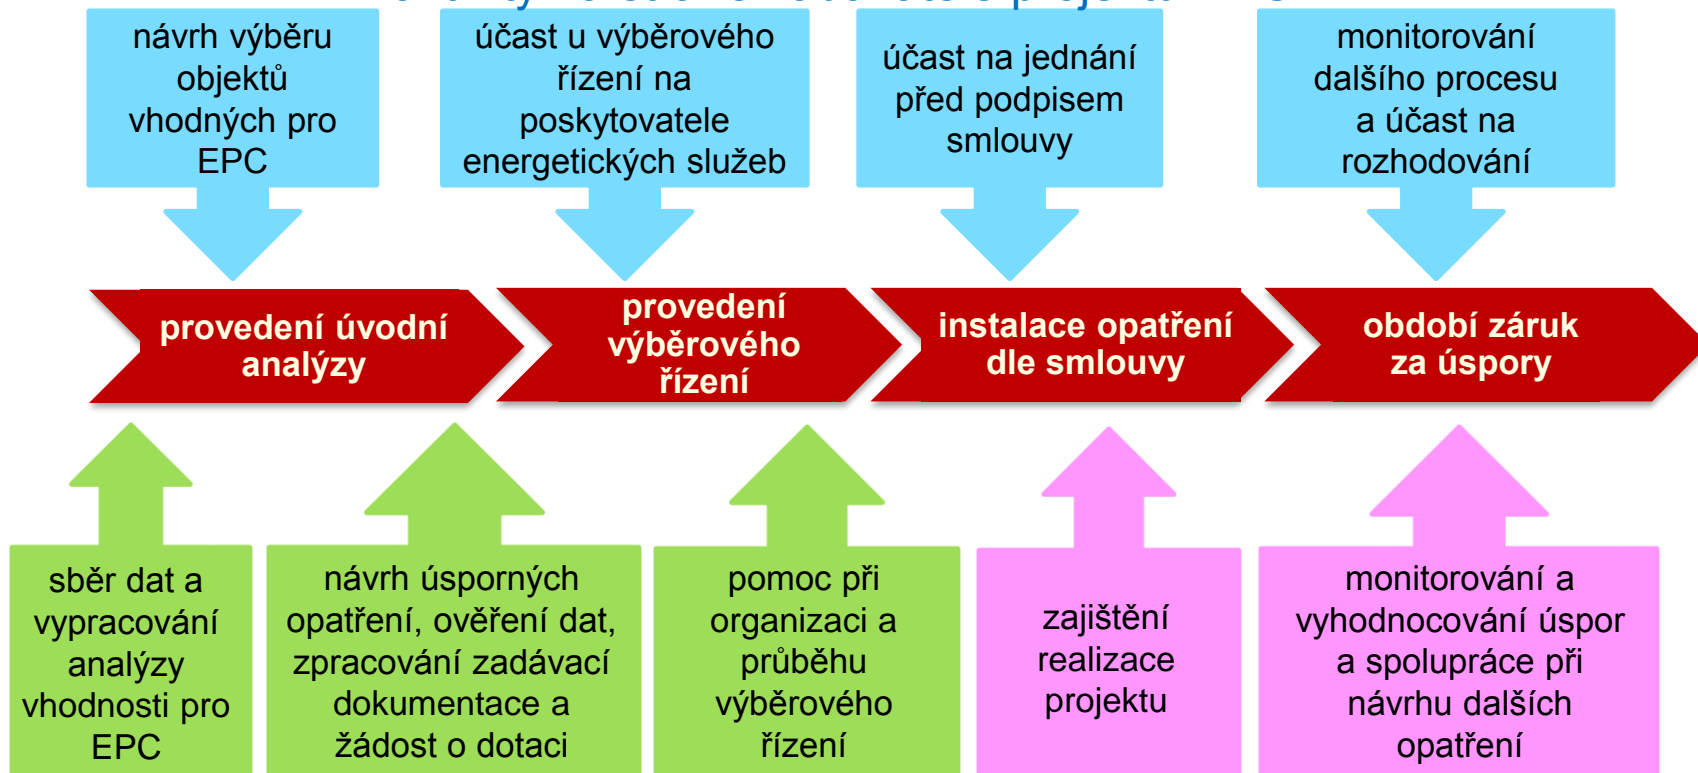 návrh výběru
objektů
vhodných pro
EPC
účast u výběrového
řízení na
poskytovatele
energetických služeb
účast na jednání
před podpisem
smlouvy
monitorování
dalšího procesu
a účast na
rozhodování
provedení úvodní
analýzy
provedení
výběrového
řízení
instalace opatření
dle smlouvy
období záruk
za úspory
sběr dat a
vypracování
analýzy
vhodnosti pro
EPC
návrh úsporných
opatření, ověření dat,
zpracování zadávací
dokumentace a
žádost o dotaci
pomoc při
organizaci a
průběhu
výběrového
řízení
zajištění
realizace
projektu
monitorování a
vyhodnocování úspor
a spolupráce při
návrhu dalších
opatření